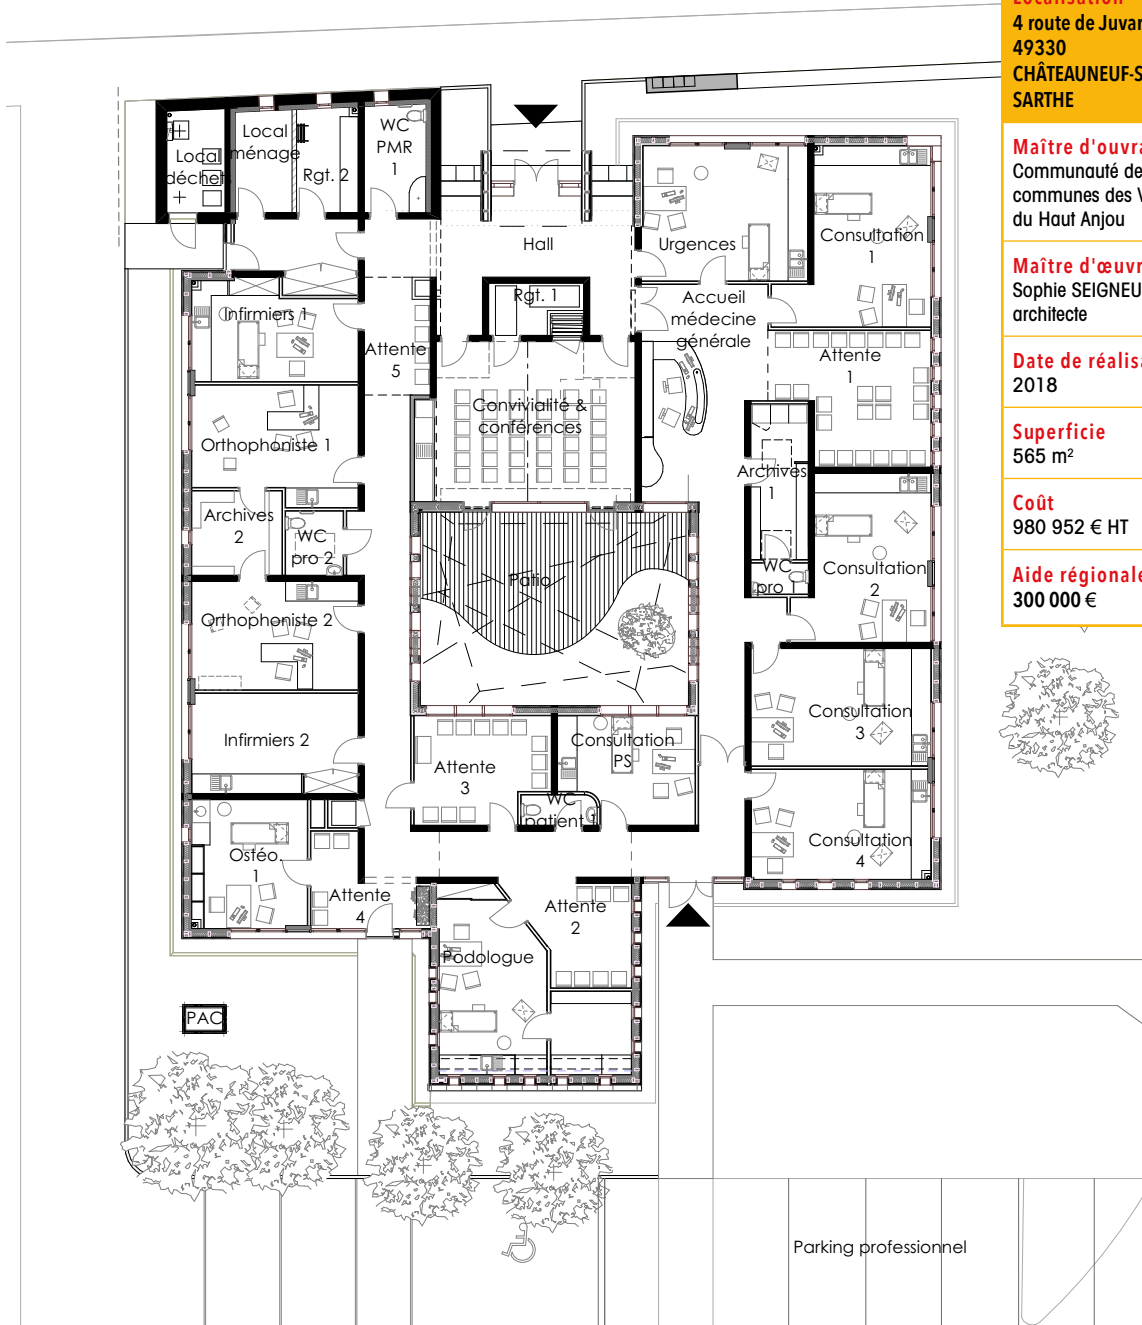 4 route de Juvar
49330
CHÂTEAUNEUF-S
SARTHE
Maître d'ouvra
Communauté de
communes des V
du Haut Anjou
Maître d'œuvr
Sophie SEIGNEU
architecte
Date de réalisa
2018
Superficie
565 m²
Coût
980 952 € HT
Aide régionale
300 000 €
Local
déchet
Local
ménage
Rgt. 2
WC
PMR
1
Hall
Urgences
Consultation
1
Rgt. 1
Accueil
médecine
générale
Infirmiers 1
Attente
5
Attente
1
Convivialité &
conférences
Orthophoniste 1
Archives
1
Archives
2
WC
pro 2
Patio
WC
pro
Consultation
2
Orthophoniste 2
Infirmiers 2
Attente
3
Consultation
PS
Consultation
3
WC
patient
Ostéo.
1
Attente
4
Consultation
4
Attente
2
Podologue
PAC
Parking professionnel